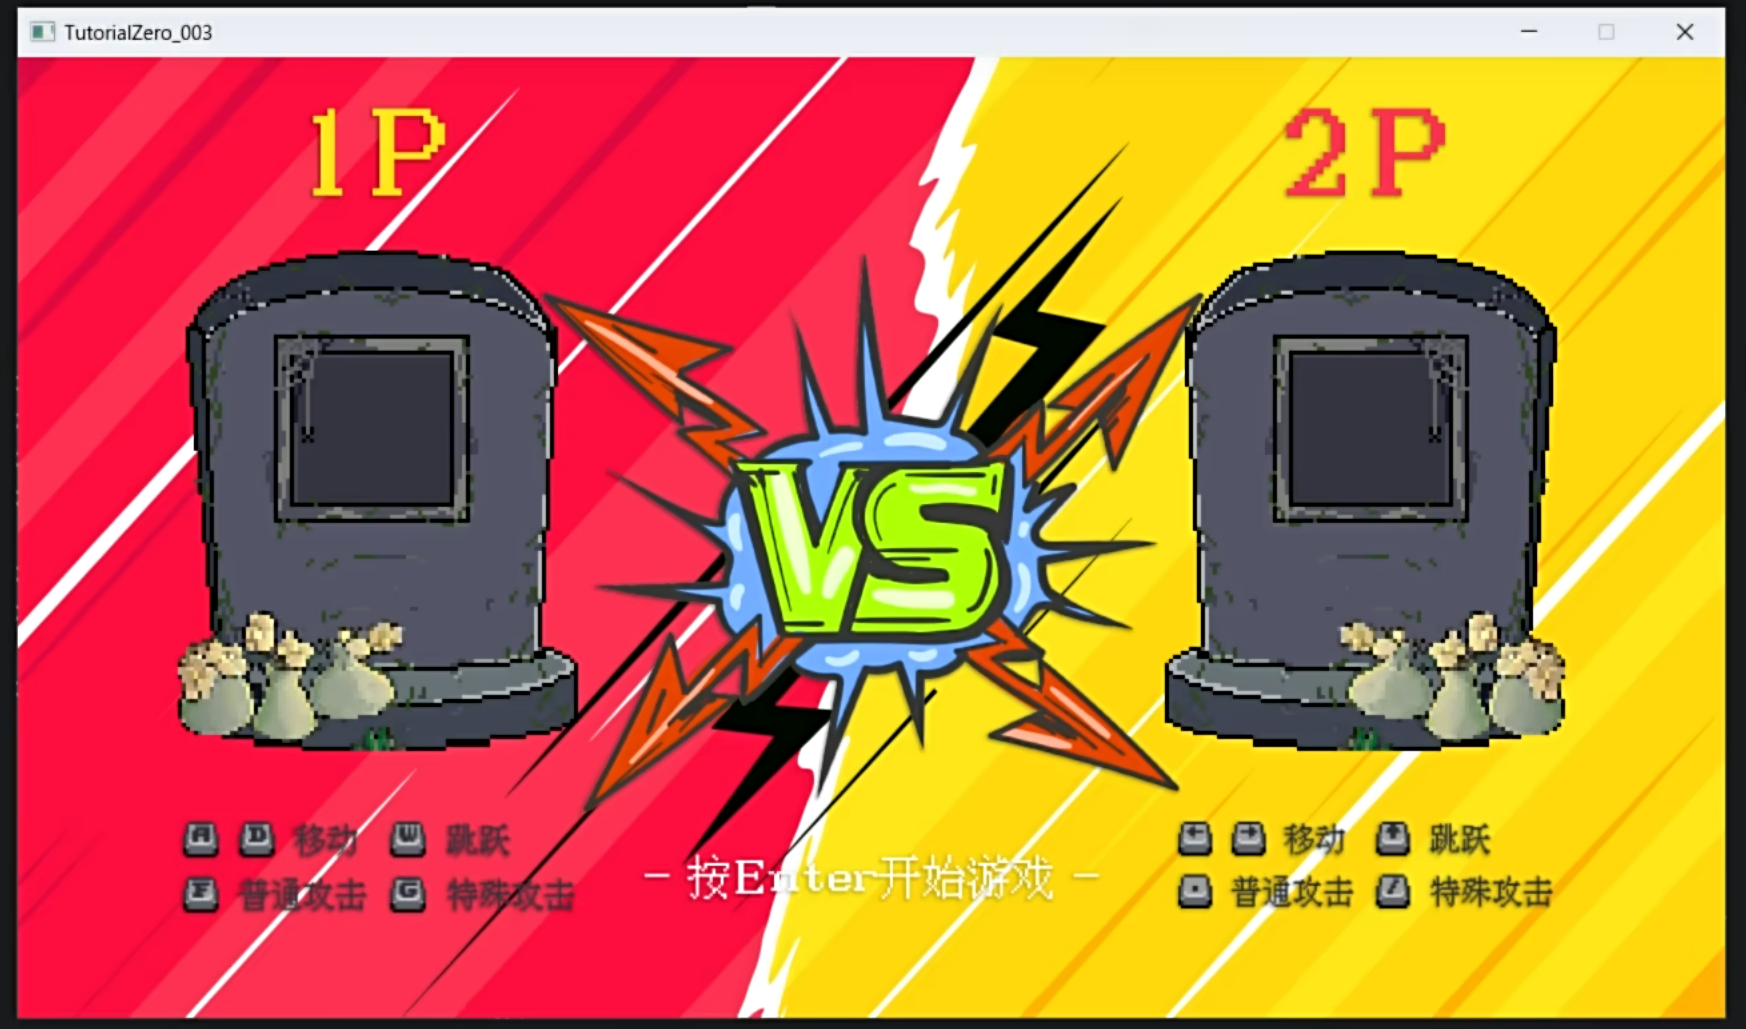 TutorialZero_003
1P
2P
VS
A D 移动 W 跳跃
F 普通攻击 G 特殊攻击
- 按Enter开始游戏 -
← → 移动 ↑ 跳跃
. 普通攻击 / 特殊攻击